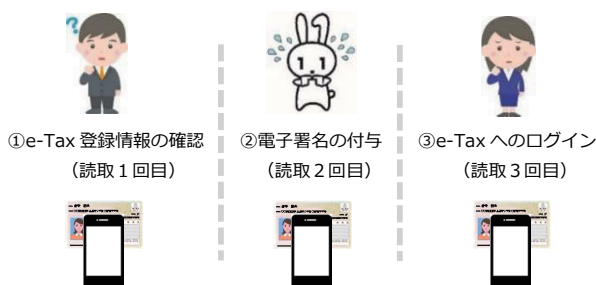 ①e-Tax 登録情報の確認
（読取１回目）
②電子署名の付与
（読取２回目）
③e-Tax へのログイン
（読取３回目）